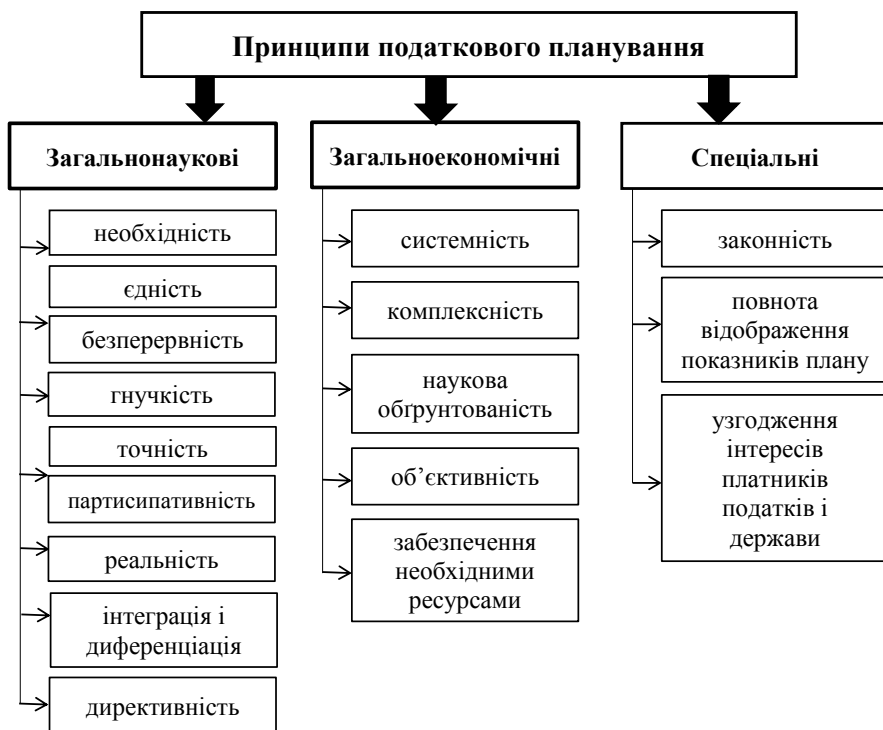 Принципи податкового планування
Загальнонаукові
необхідність
єдність
безперервність
гнучкість
точність
партисипативність
реальність
інтеграція і
диференціація
директивність
Загальноекономічні
системність
комплексність
наукова
обґрунтованість
об’єктивність
забезпечення
необхідними
ресурсами
Спеціальні
законність
повнота
відображення
показників плану
узгодження
інтересів
платників
податків і
держави